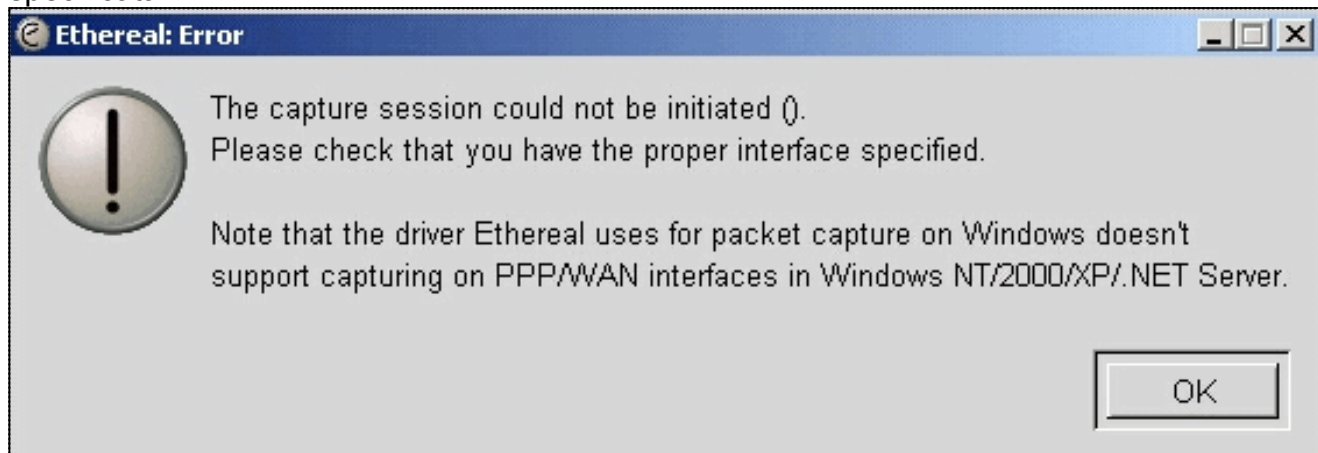 Ethereal: Error
The capture session could not be initiated ().
Please check that you have the proper interface specified.
Note that the driver Ethereal uses for packet capture on Windows doesn't
support capturing on PPP/WAN interfaces in Windows NT/2000/XP/.NET Server.
OK